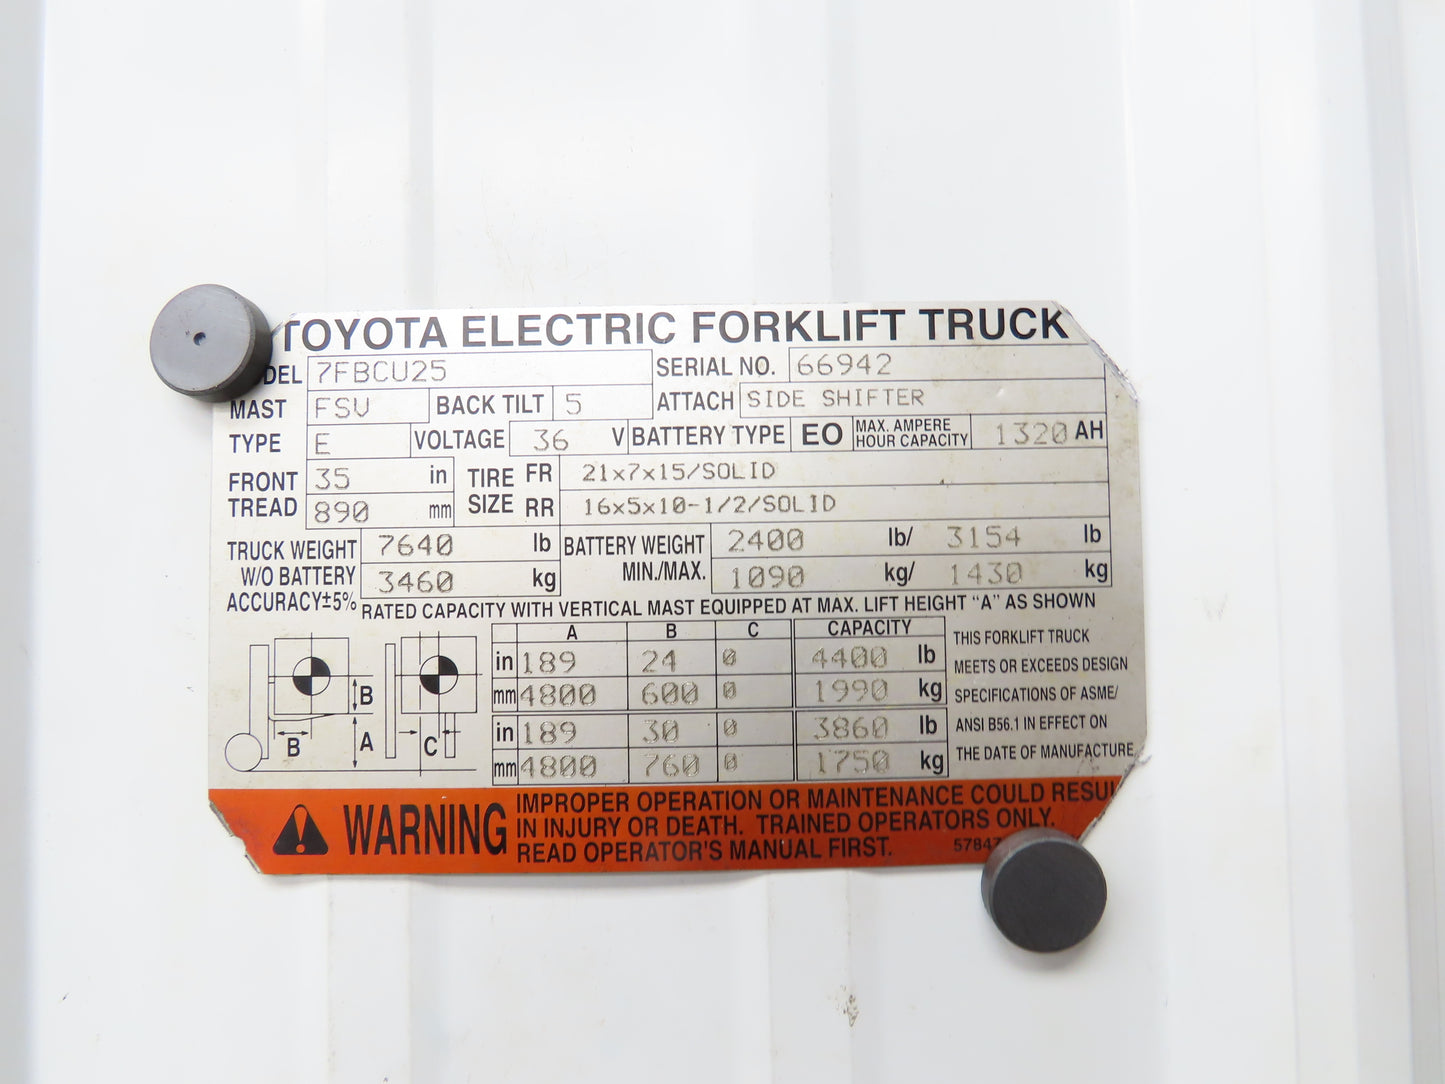 TOYOTA ELECTRIC FORKLIFT TRUCK
MODEL 7FBCU25 SERIAL NO. 66942
MAST FSV BACK TILT 5 ATTACH SIDE SHIFTER
TYPE E VOLTAGE 36 V BATTERY TYPE EO MAX. AMPERE HOUR CAPACITY 1320 AH
FRONT TREAD 35 in TIRE SIZE FR 21x7x15/SOLID
890 mm RR 16x5x10-1/2/SOLID
TRUCK WEIGHT 7640 lb BATTERY WEIGHT 2400 lb/ 3154 lb
W/O BATTERY 3460 kg MIN./MAX. 1090 kg/ 1430 kg
ACCURACY±5%
RATED CAPACITY WITH VERTICAL MAST EQUIPPED AT MAX. LIFT HEIGHT "A" AS SHOWN
A B C CAPACITY
in 189 24 0 4400 lb
mm 4800 600 0 1990 kg
in 189 30 0 3860 lb
mm 4800 760 0 1750 kg
B B A C
THIS FORKLIFT TRUCK
MEETS OR EXCEEDS DESIGN
SPECIFICATIONS OF ASME/
ANSI B56.1 IN EFFECT ON
THE DATE OF MANUFACTURE
WARNING
IMPROPER OPERATION OR MAINTENANCE COULD RESUL
IN INJURY OR DEATH. TRAINED OPERATORS ONLY.
READ OPERATOR'S MANUAL FIRST.